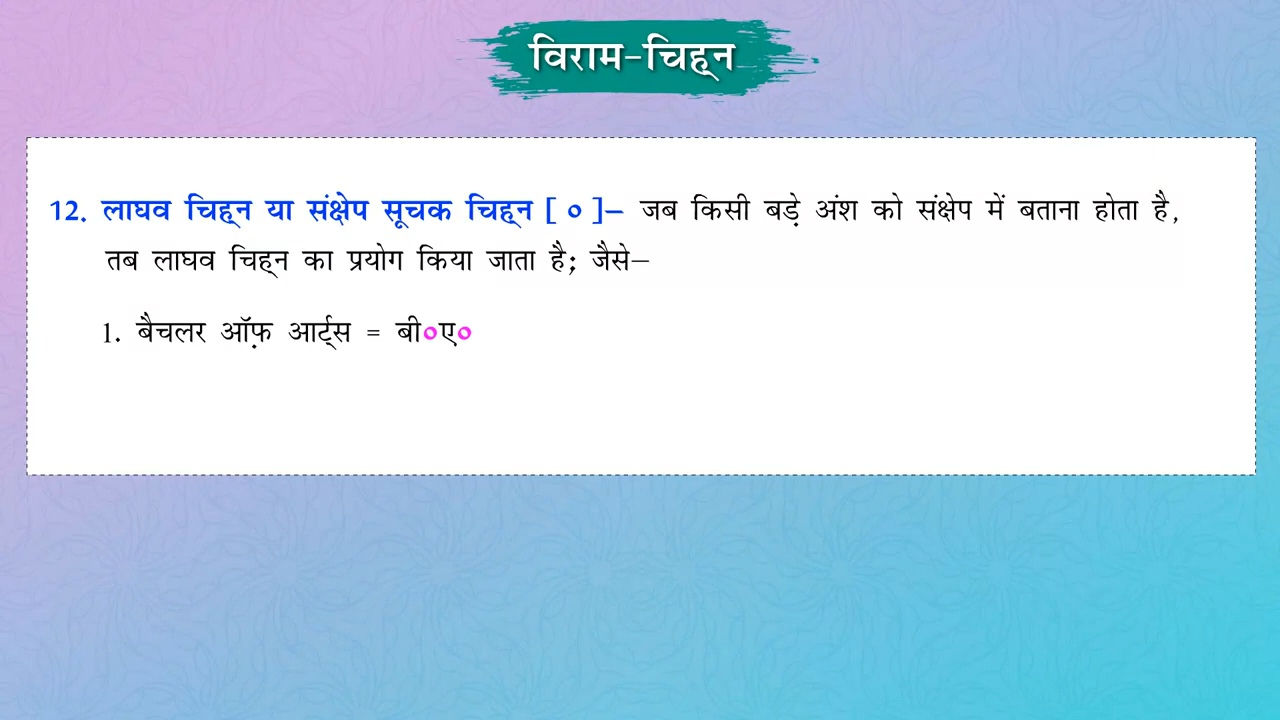 विराम-चिह्‌न
12. लाघव चिह्‌न या संक्षेप सूचक चिह्‌न [ ० ]– जब किसी बड़े अंश को संक्षेप में बताना होता है,
तब लाघव चिह्‌न का प्रयोग किया जाता है; जैसे–
1. बैचलर ऑफ़ आर्ट्स = बी०ए०